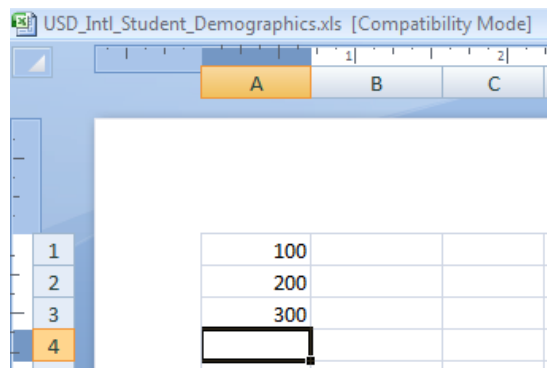 USD_Intl_Student_Demographics.xls [Compatibility Mode]
1 2
A B C
1 100
2 200
3 300
4